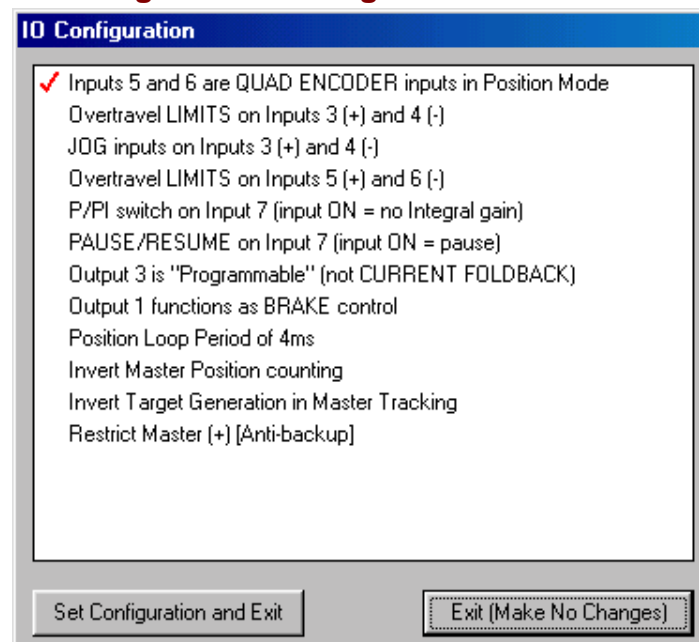 IO Configuration
Inputs 5 and 6 are QUAD ENCODER inputs in Position Mode
Overtravel LIMITS on Inputs 3 (+) and 4 (-)
JOG inputs on Inputs 3 (+) and 4 (-)
Overtravel LIMITS on Inputs 5 (+) and 6 (-)
P/PI switch on Input 7 (input ON = no Integral gain)
PAUSE/RESUME on Input 7 (input ON = pause)
Output 3 is "Programmable" (not CURRENT FOLDBACK)
Output 1 functions as BRAKE control
Position Loop Period of 4ms
Invert Master Position counting
Invert Target Generation in Master Tracking
Restrict Master (+) [Anti-backup]
Set Configuration and Exit
Exit (Make No Changes)